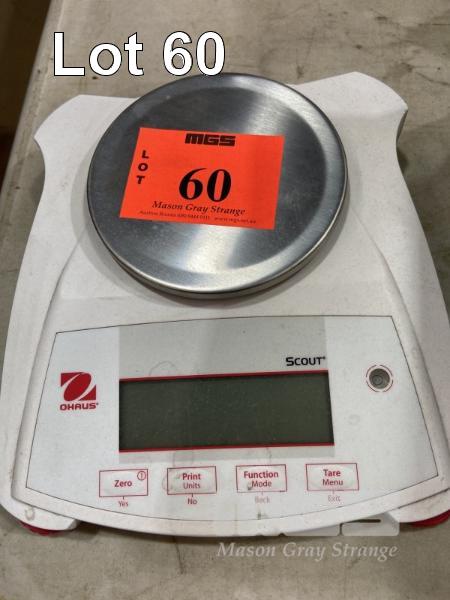 Lot 60
MGS
LOT
60
Mason Gray Strange
SCOUT®
OHAUS®
Zero
Yes
Print
Units
No
Function
Mode
Back
Tare
Menu
Exit
MGS
Mason Gray Strange